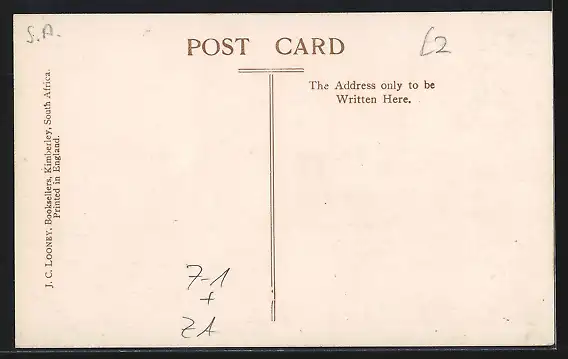 S.A.
POST CARD
£2
The Address only to be
Written Here.
J. C. LOONEY, Booksellers, Kimberley, South Africa.
Printed in England.
7-1
+
ZA